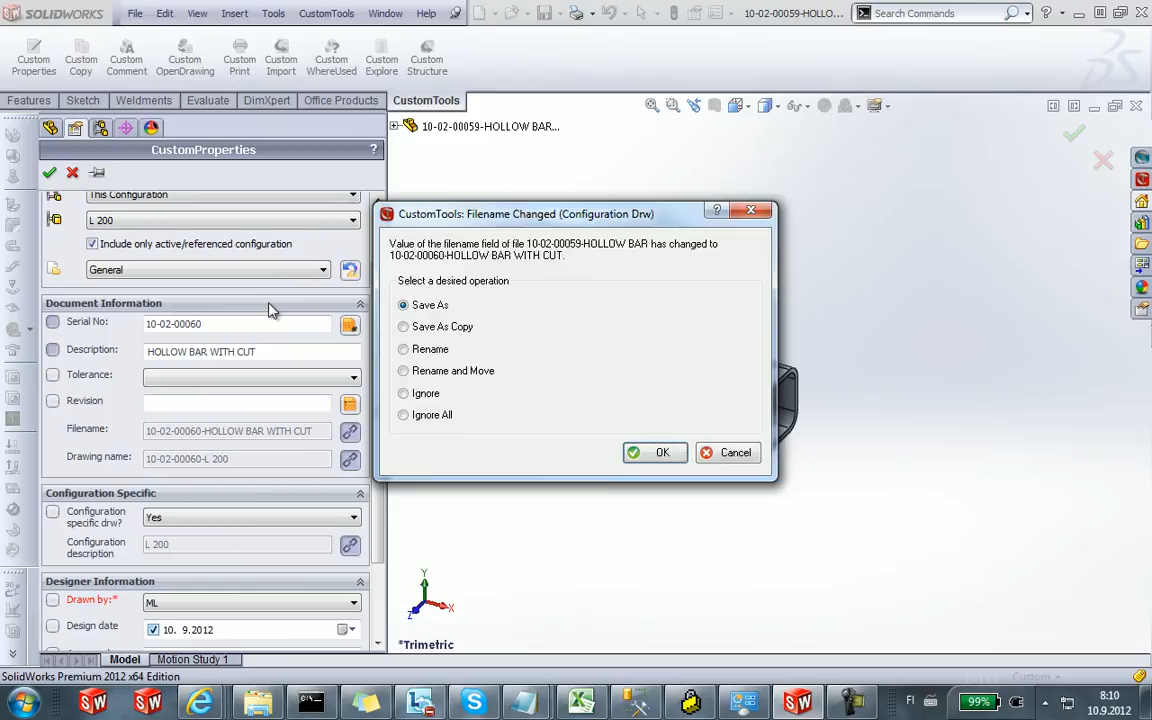 SOLIDWORKS File Edit View Insert Tools CustomTools Window Help 10-02-00059-HOLLO... Search Commands
Custom Properties
Custom Copy
Custom Comment
Custom OpenDrawing
Custom Print
Custom Import
Custom WhereUsed
Custom Explore
Custom Structure
Features Sketch Weldments Evaluate DimXpert Office Products CustomTools
10-02-00059-HOLLOW BAR...
CustomProperties ?
This Configuration
L 200
Include only active/referenced configuration
General
Document Information
Serial No: 10-02-00060
Description: HOLLOW BAR WITH CUT
Tolerance:
Revision
Filename: 10-02-00060-HOLLOW BAR WITH CUT
Drawing name: 10-02-00060-L 200
Configuration Specific
Configuration specific drw? Yes
Configuration description L 200
Designer Information
Drawn by:* ML
Design date 10. 9.2012
CustomTools: Filename Changed (Configuration Drw)
Value of the filename field of file 10-02-00059-HOLLOW BAR has changed to
10-02-00060-HOLLOW BAR WITH CUT.
Select a desired operation
Save As
Save As Copy
Rename
Rename and Move
Ignore
Ignore All
OK Cancel
Y
X
Z
*Trimetric
Model Motion Study 1
SolidWorks Premium 2012 x64 Edition
Custom
FI 99% 8:10
10.9.2012